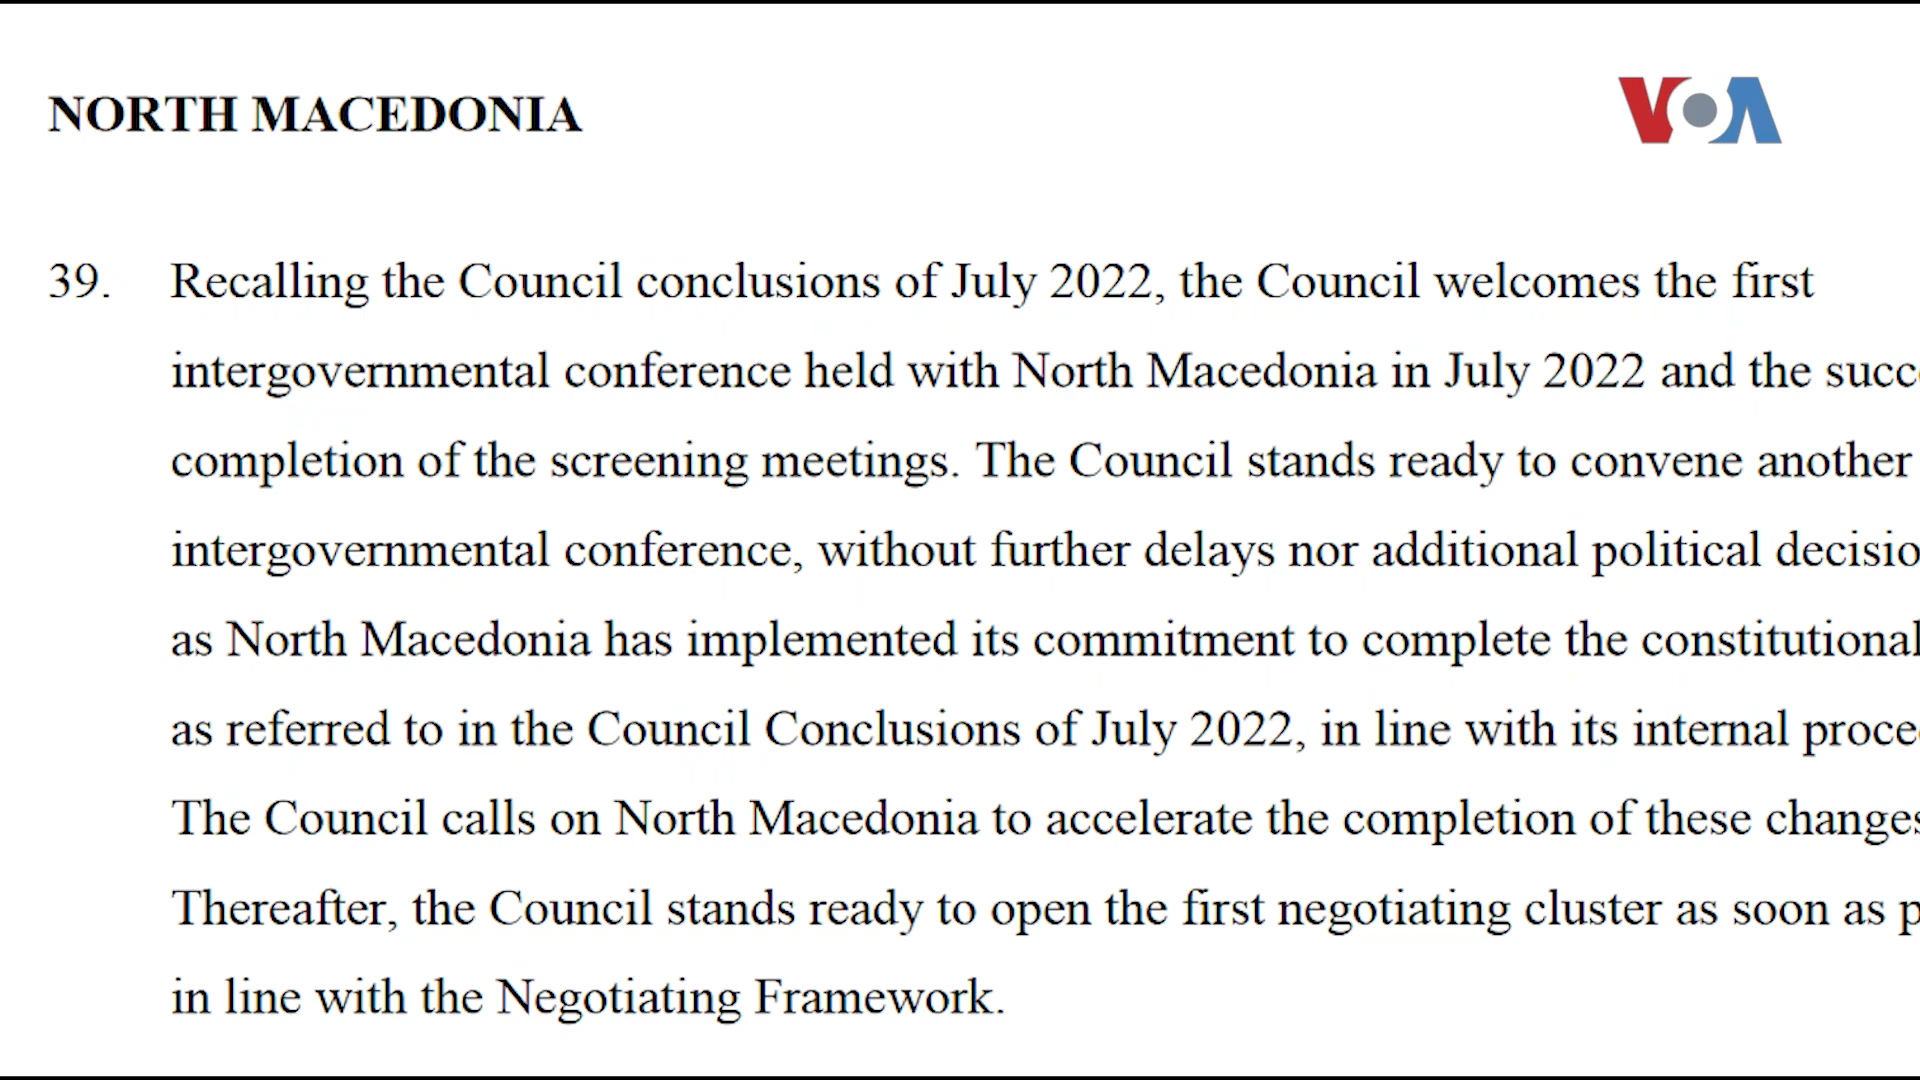 NORTH MACEDONIA
VOA
39. Recalling the Council conclusions of July 2022, the Council welcomes the first
intergovernmental conference held with North Macedonia in July 2022 and the
completion of the screening meetings. The Council stands ready to convene another
intergovernmental conference, without further delays nor additional political
as North Macedonia has implemented its commitment to complete the constitutional
as referred to in the Council Conclusions of July 2022, in line with its internal
The Council calls on North Macedonia to accelerate the completion of these changes
Thereafter, the Council stands ready to open the first negotiating cluster as soon as
in line with the Negotiating Framework.